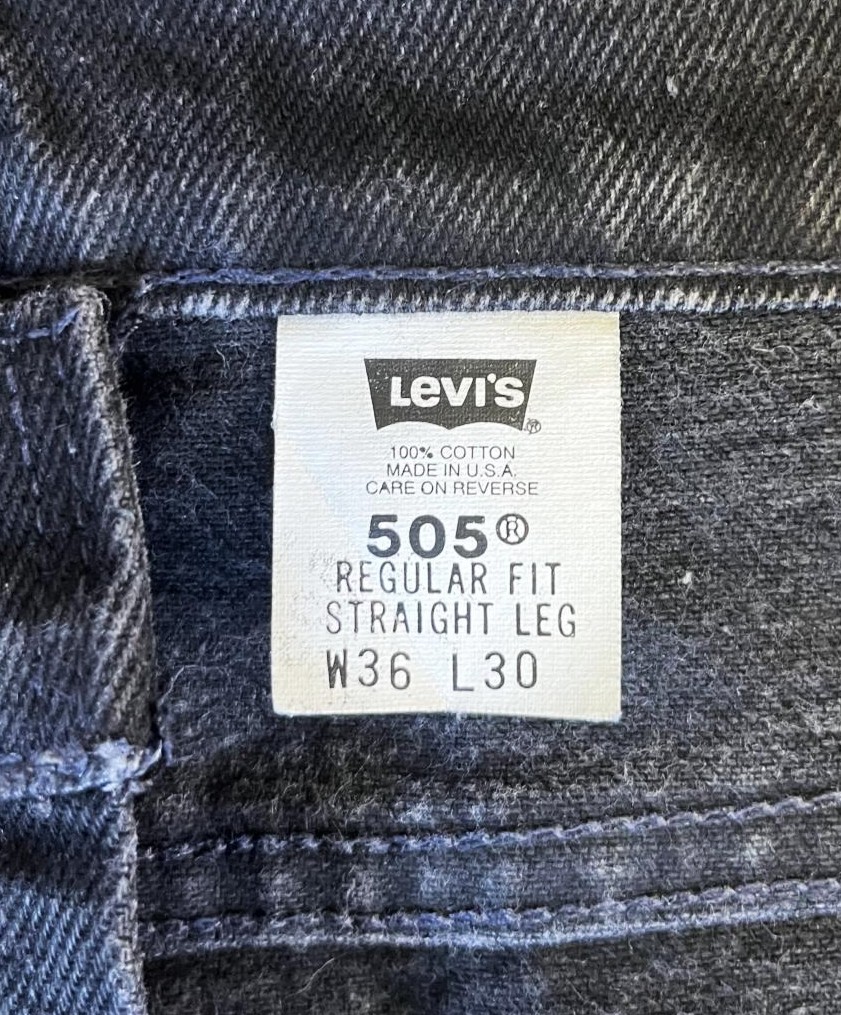 Levi's®
100% COTTON
MADE IN U.S.A.
CARE ON REVERSE
505®
REGULAR FIT
STRAIGHT LEG
W36 L30